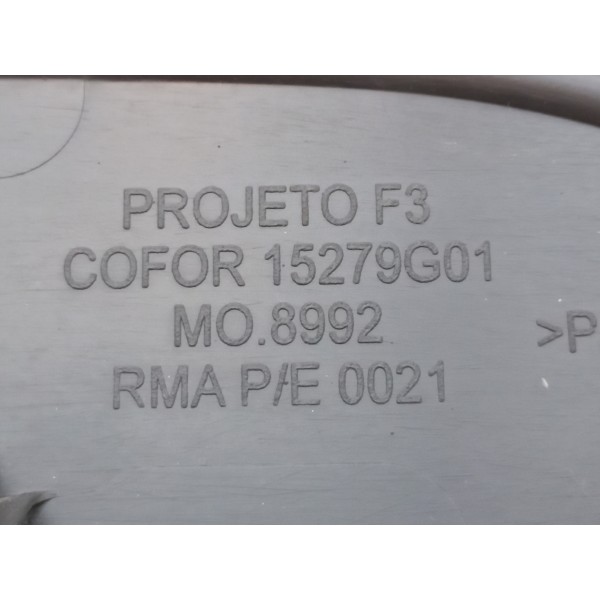 PROJETO F3
COFOR 15279G01
MO.8992
>P
RMA P/E 0021